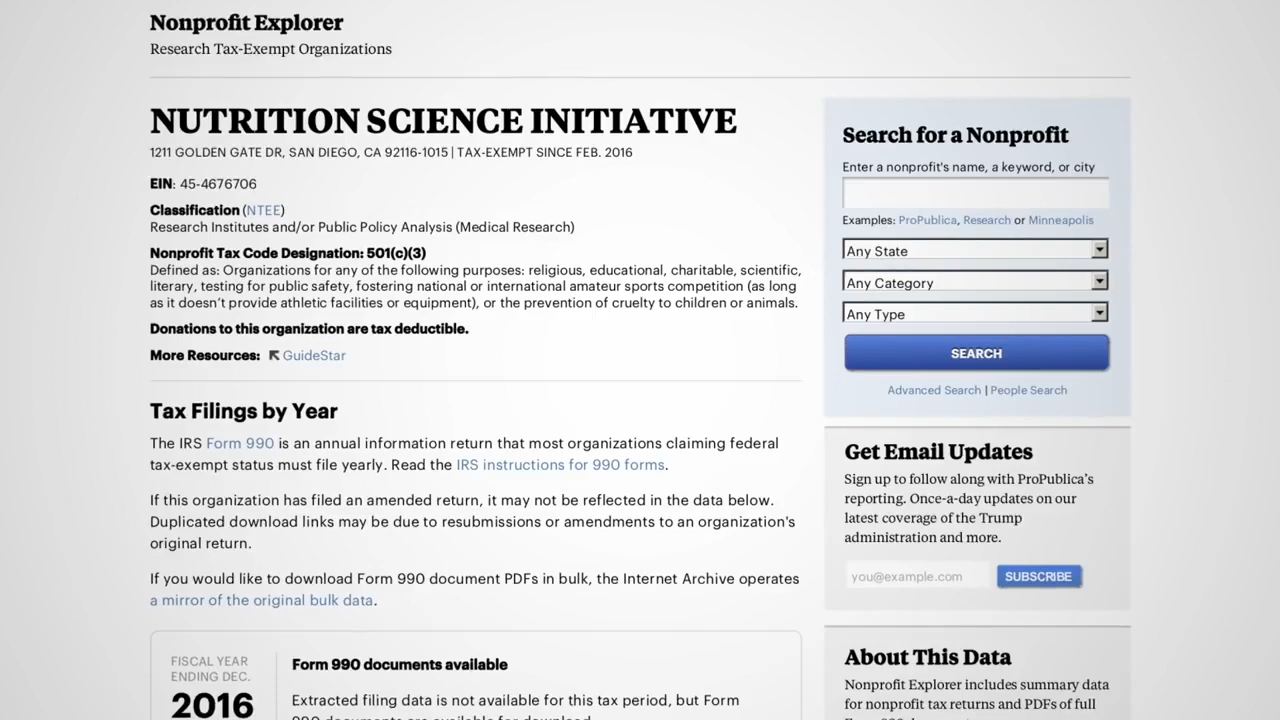 Nonprofit Explorer
Research Tax-Exempt Organizations
NUTRITION SCIENCE INITIATIVE
1211 GOLDEN GATE DR, SAN DIEGO, CA 92116-1015 | TAX-EXEMPT SINCE FEB. 2016
EIN: 45-4676706
Classification (NTEE)
Research Institutes and/or Public Policy Analysis (Medical Research)
Nonprofit Tax Code Designation: 501(c)(3)
Defined as: Organizations for any of the following purposes: religious, educational, charitable, scientific,
literary, testing for public safety, fostering national or international amateur sports competition (as long
as it doesn't provide athletic facilities or equipment), or the prevention of cruelty to children or animals.
Donations to this organization are tax deductible.
More Resources: GuideStar
Tax Filings by Year
The IRS Form 990 is an annual information return that most organizations claiming federal
tax-exempt status must file yearly. Read the IRS instructions for 990 forms.
If this organization has filed an amended return, it may not be reflected in the data below.
Duplicated download links may be due to resubmissions or amendments to an organization's
original return.
If you would like to download Form 990 document PDFs in bulk, the Internet Archive operates
a mirror of the original bulk data.
FISCAL YEAR
ENDING DEC.
2016
Form 990 documents available
Extracted filing data is not available for this tax period, but Form
990 documents are available for download.
Search for a Nonprofit
Enter a nonprofit's name, a keyword, or city
Examples: ProPublica, Research or Minneapolis
Any State
Any Category
Any Type
SEARCH
Advanced Search | People Search
Get Email Updates
Sign up to follow along with ProPublica's
reporting. Once-a-day updates on our
latest coverage of the Trump
administration and more.
you@example.com
SUBSCRIBE
About This Data
Nonprofit Explorer includes summary data
for nonprofit tax returns and PDFs of full